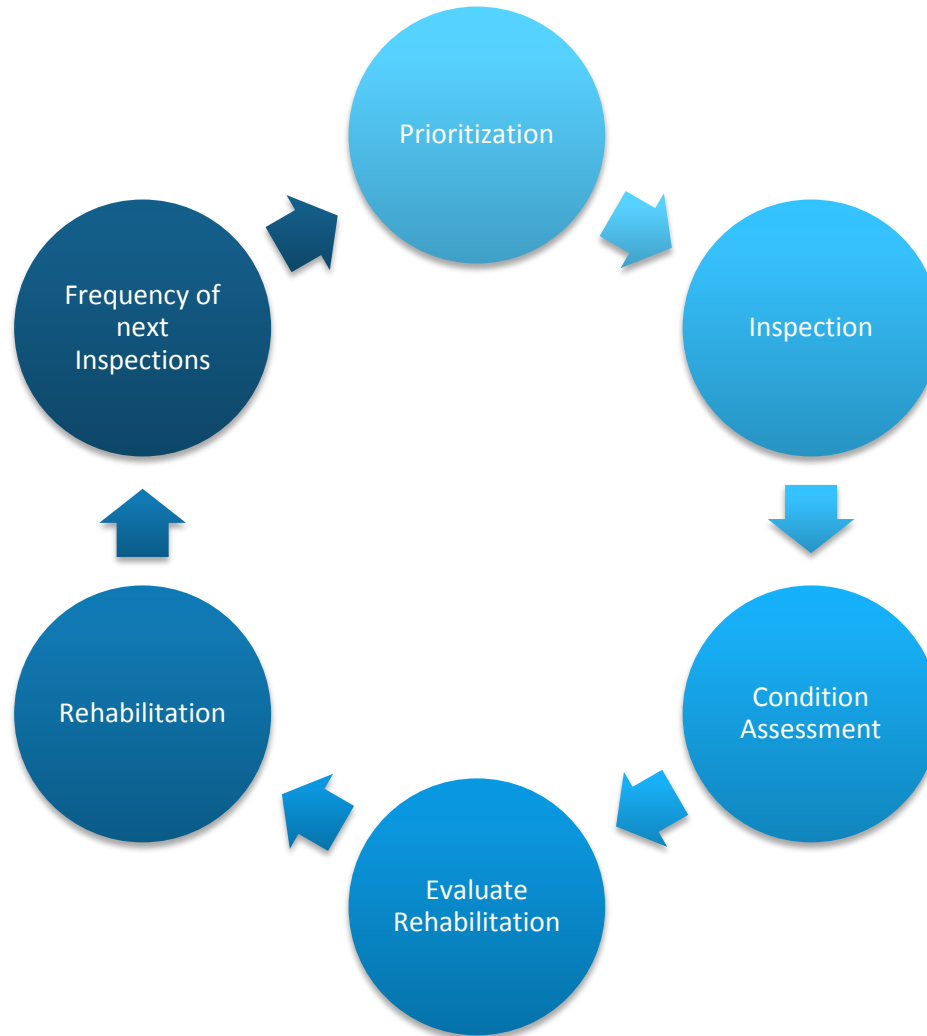 Prioritization
Inspection
Condition
Assessment
Evaluate
Rehabilitation
Rehabilitation
Frequency of
next
Inspections